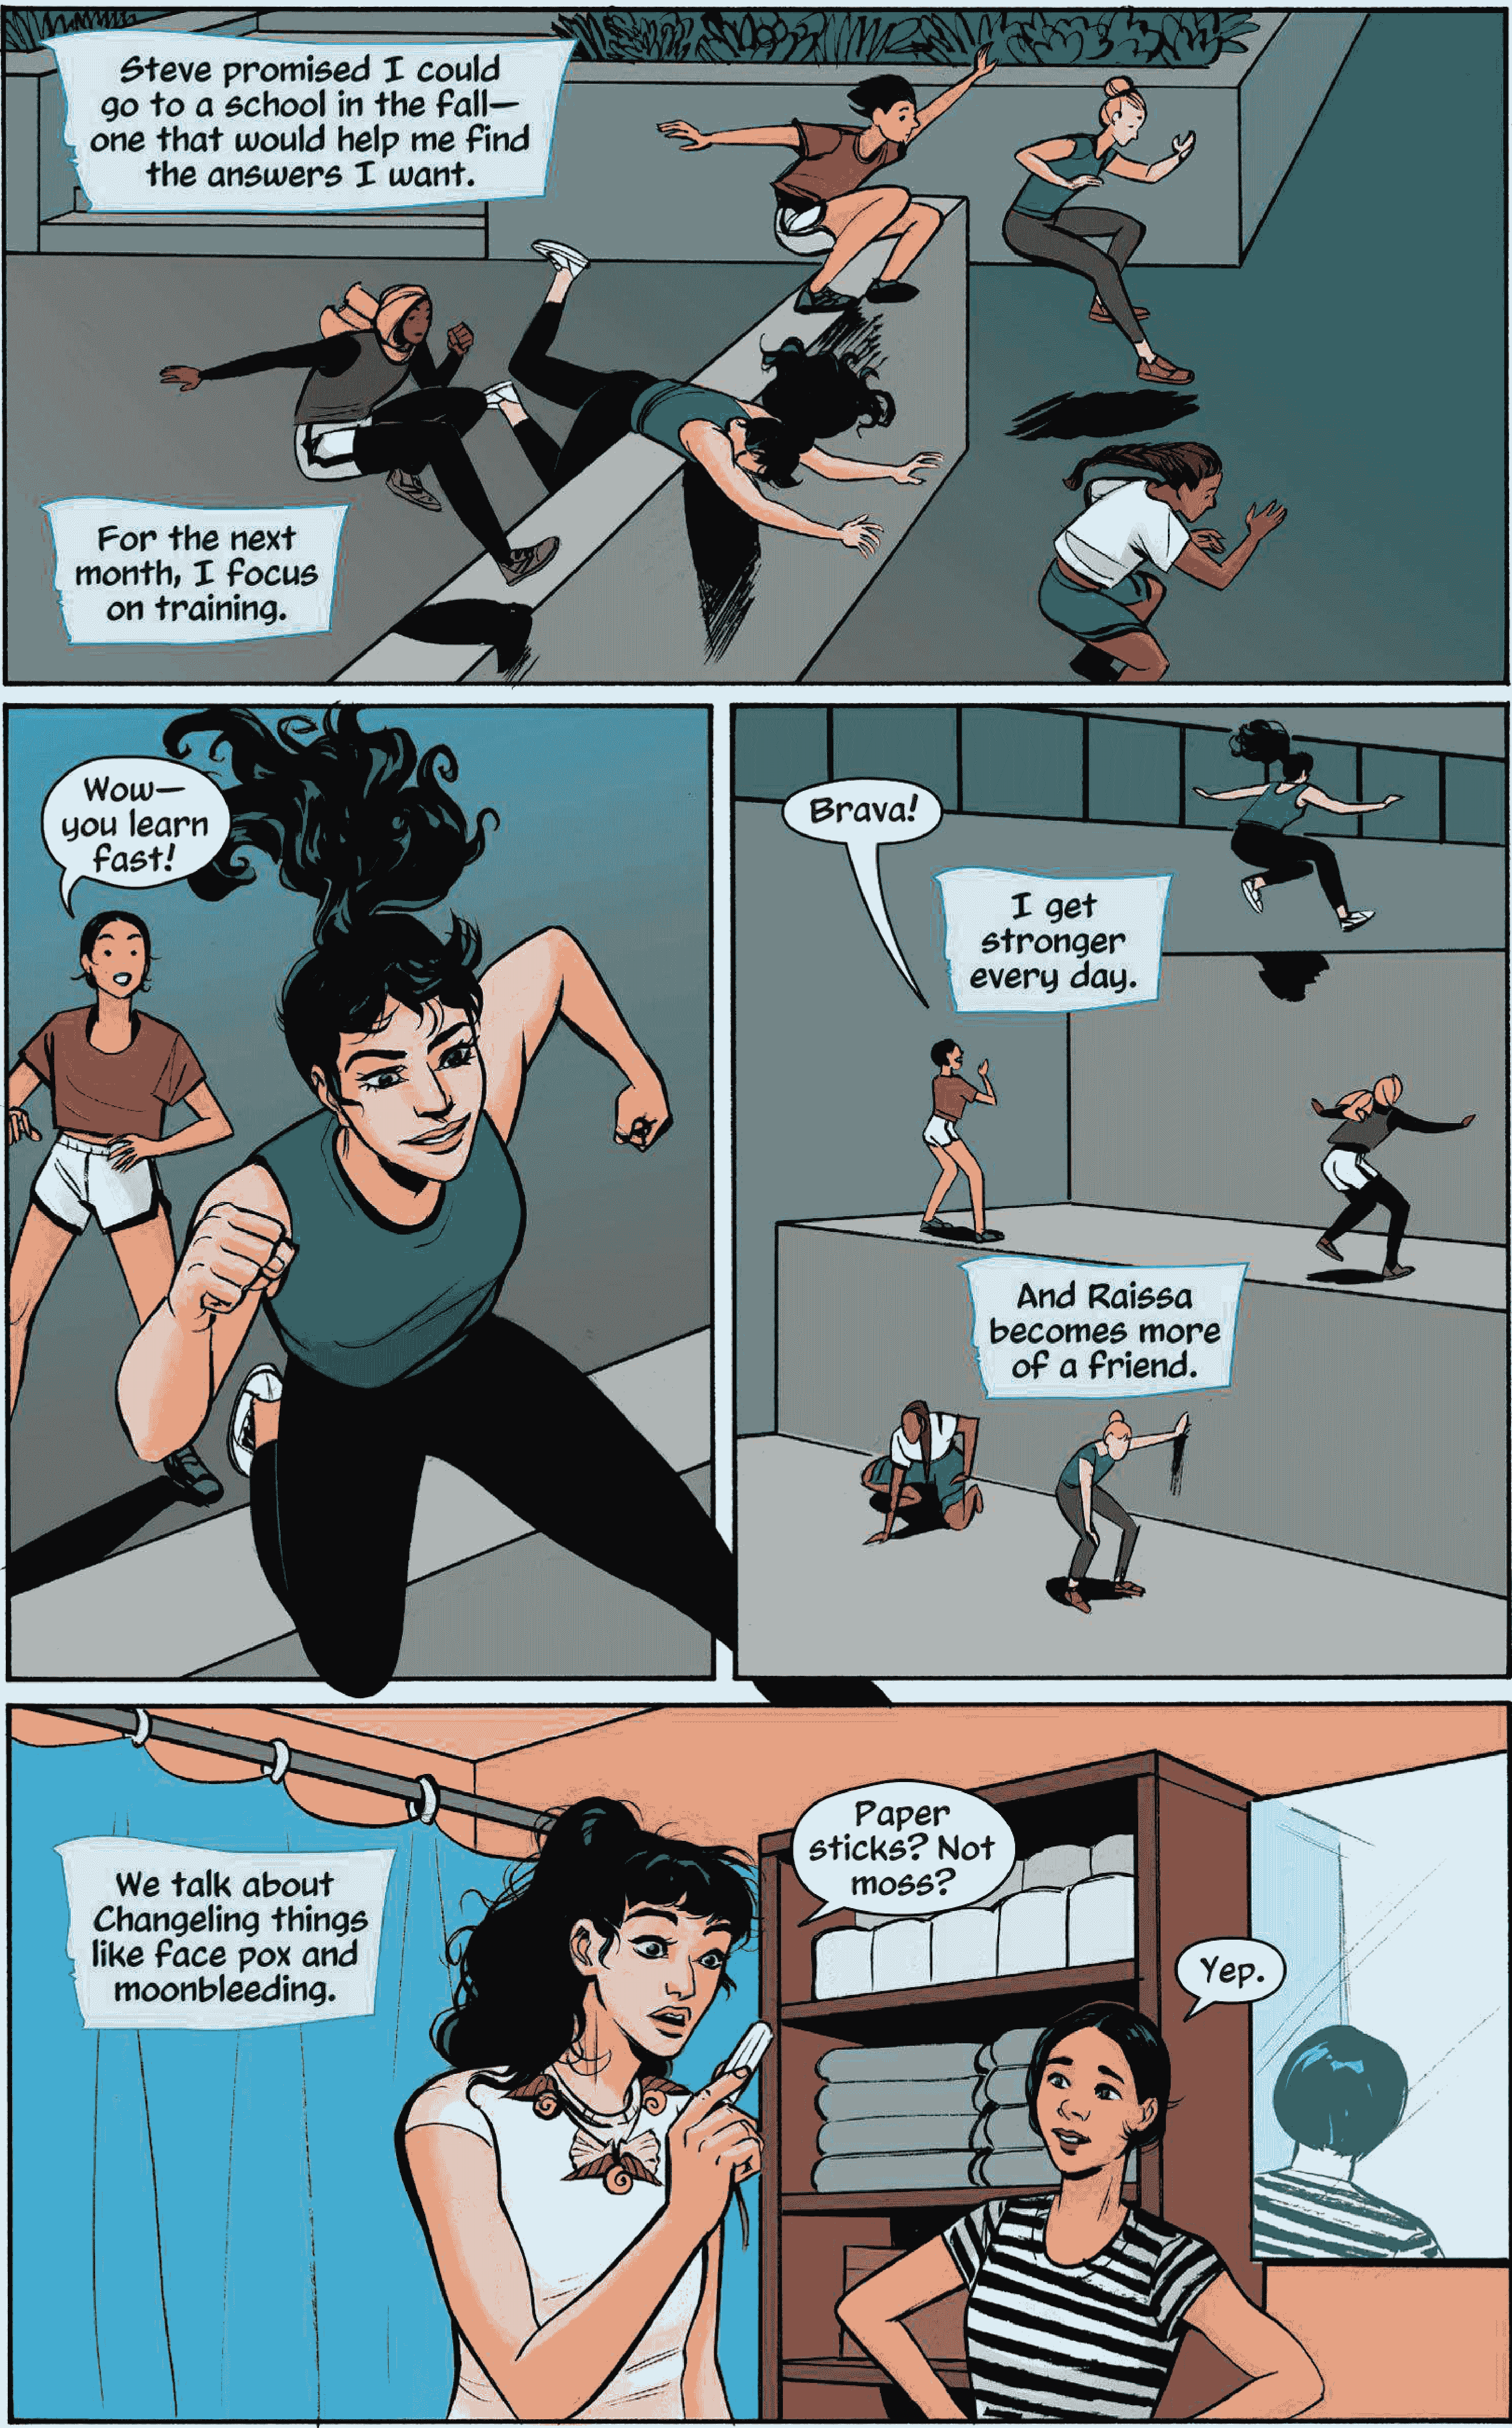 Steve promised I could
go to a school in the fall—
one that would help me find
the answers I want.
For the next
month, I focus
on training.
Wow—
you learn
fast!
Brava!
I get
stronger
every day.
And Raissa
becomes more
of a friend.
We talk about
Changeling things
like face pox and
moonbleeding.
Paper
sticks? Not
moss?
Yep.